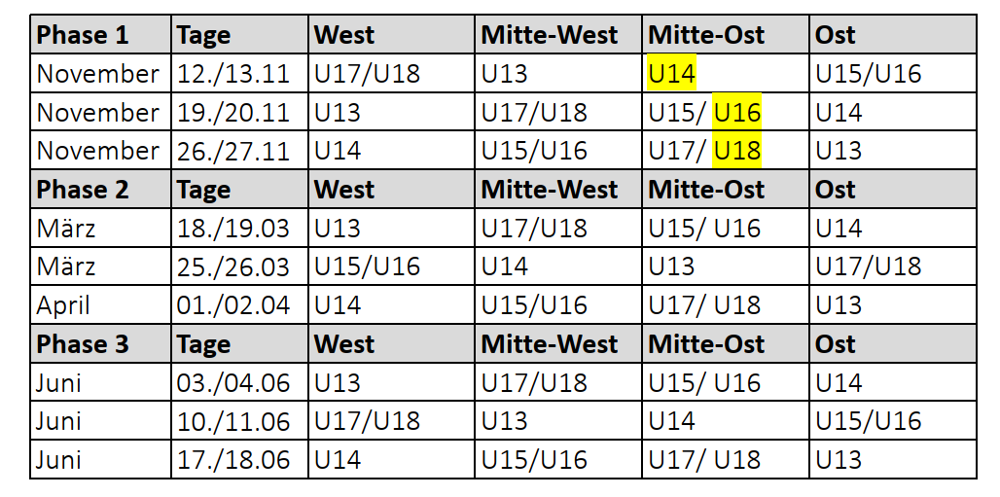 Phase 1 Tage West Mitte-West Mitte-Ost Ost
November 12./13.11 U17/U18 U13 U14 U15/U16
November 19./20.11 U13 U17/U18 U15/ U16 U14
November 26./27.11 U14 U15/U16 U17/ U18 U13
Phase 2 Tage West Mitte-West Mitte-Ost Ost
März 18./19.03 U13 U17/U18 U15/ U16 U14
März 25./26.03 U15/U16 U14 U13 U17/U18
April 01./02.04 U14 U15/U16 U17/ U18 U13
Phase 3 Tage West Mitte-West Mitte-Ost Ost
Juni 03./04.06 U13 U17/U18 U15/ U16 U14
Juni 10./11.06 U17/U18 U13 U14 U15/U16
Juni 17./18.06 U14 U15/U16 U17/ U18 U13